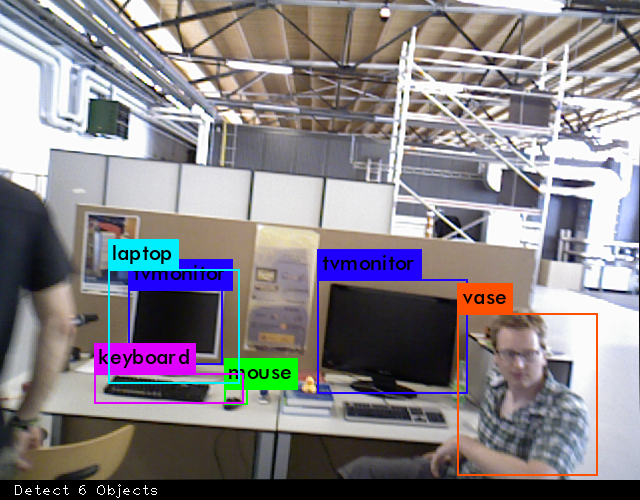 laptop
tvmonitor
tvmonitor
vase
keyboard
mouse
Detect 6 Objects